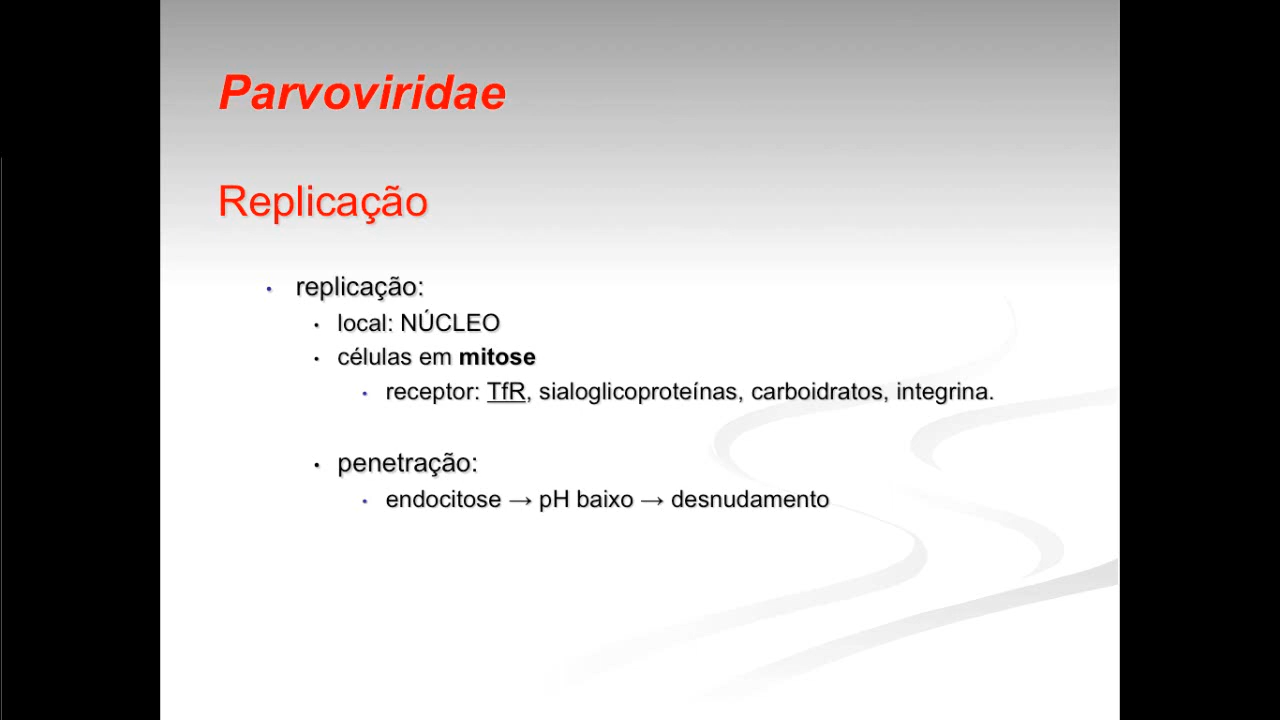 Parvoviridae
Replicação
• replicação:
• local: NÚCLEO
• células em mitose
• receptor: TfR, sialoglicoproteínas, carboidratos, integrina.
• penetração:
• endocitose → pH baixo → desnudamento